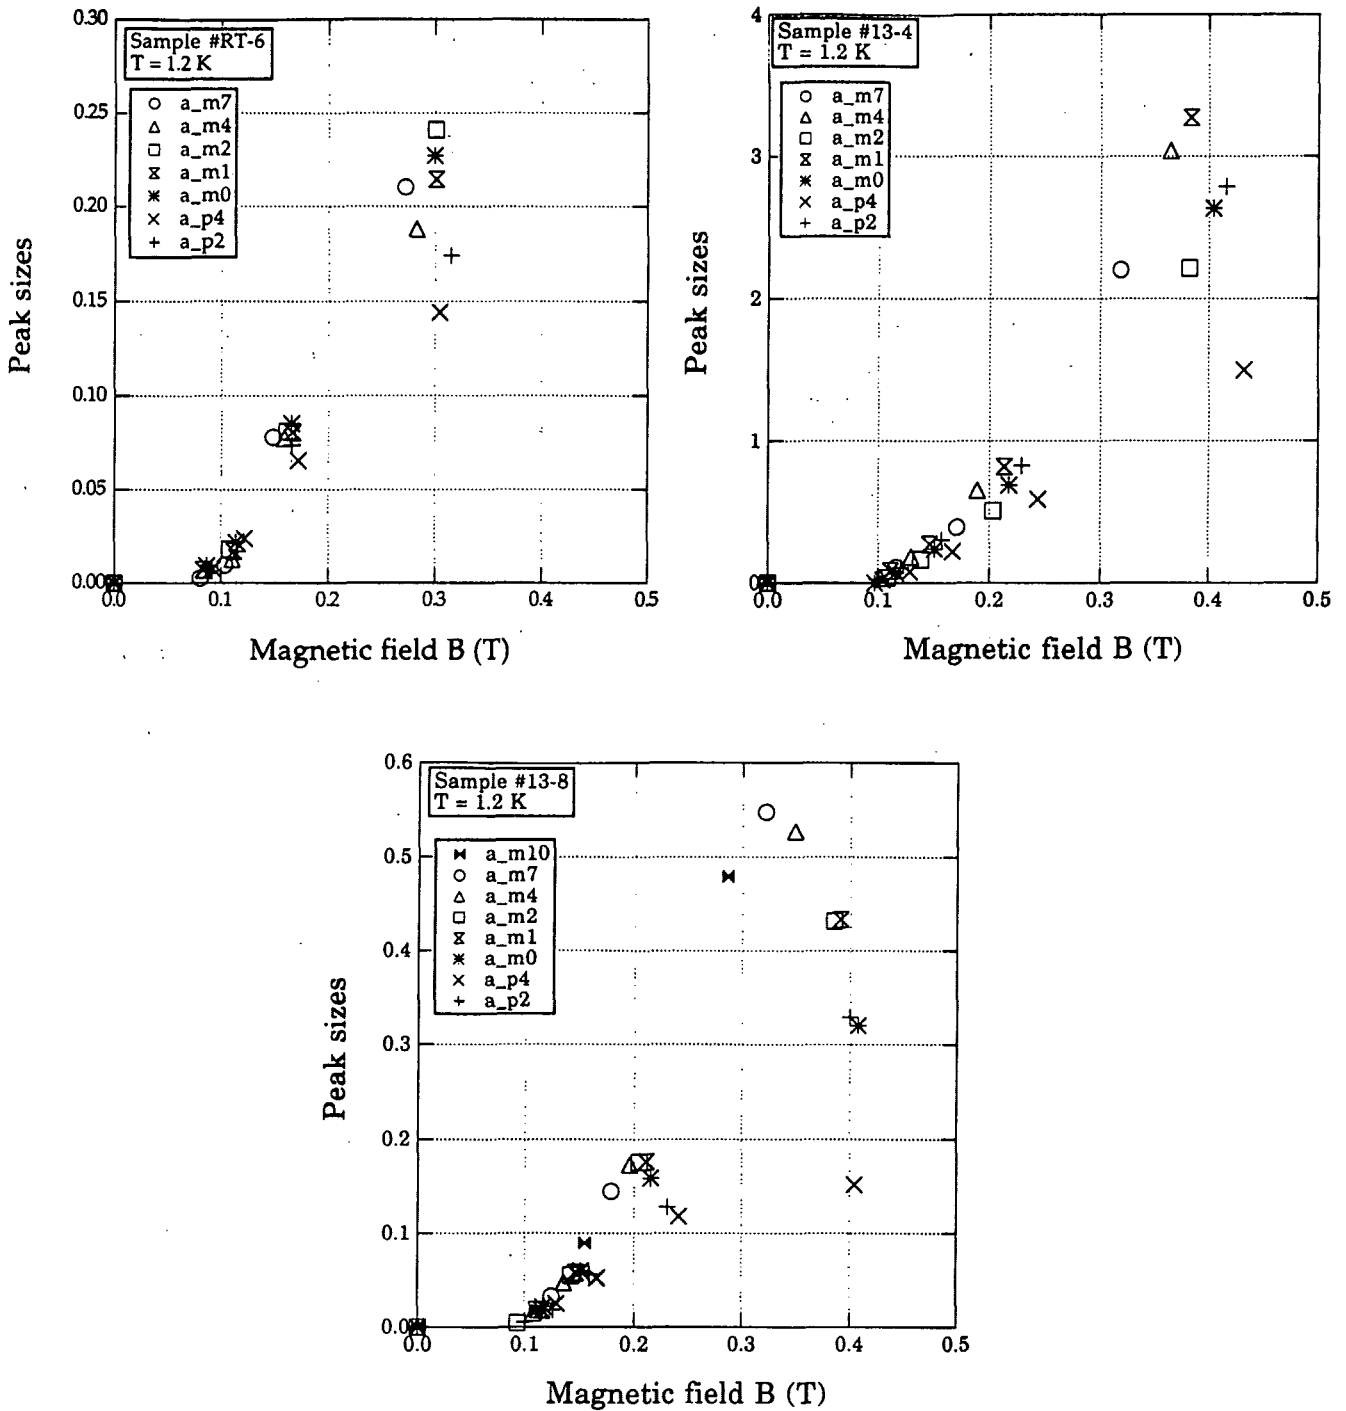 Sample #RT-6
T = 1.2 K
a_m7
a_m4
a_m2
a_m1
a_m0
a_p4
a_p2
0.30
0.25
0.20
0.15
0.10
0.05
0.00
0.0 0.1 0.2 0.3 0.4 0.5
Peak sizes
Magnetic field B (T)
Sample #13-4
T = 1.2 K
a_m7
a_m4
a_m2
a_m1
a_m0
a_p4
a_p2
4
3
2
1
0
0.0 0.1 0.2 0.3 0.4 0.5
Peak sizes
Magnetic field B (T)
Sample #13-8
T = 1.2 K
a_m10
a_m7
a_m4
a_m2
a_m1
a_m0
a_p4
a_p2
0.6
0.5
0.4
0.3
0.2
0.1
0.0
0.0 0.1 0.2 0.3 0.4 0.5
Peak sizes
Magnetic field B (T)